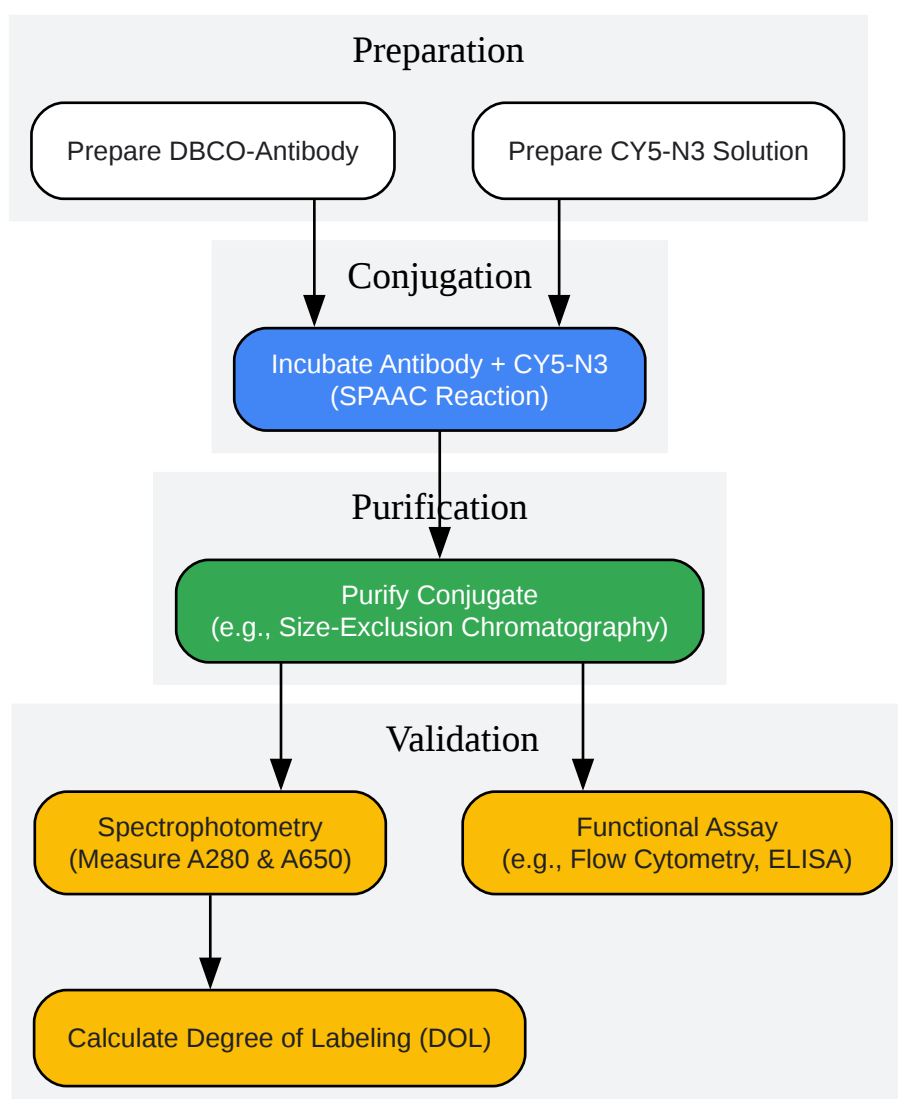 Preparation
Prepare DBCO-Antibody
Prepare CY5-N3 Solution
Conjugation
Incubate Antibody + CY5-N3
(SPAAC Reaction)
Purification
Purify Conjugate
(e.g., Size-Exclusion Chromatography)
Validation
Spectrophotometry
(Measure A280 & A650)
Functional Assay
(e.g., Flow Cytometry, ELISA)
Calculate Degree of Labeling (DOL)